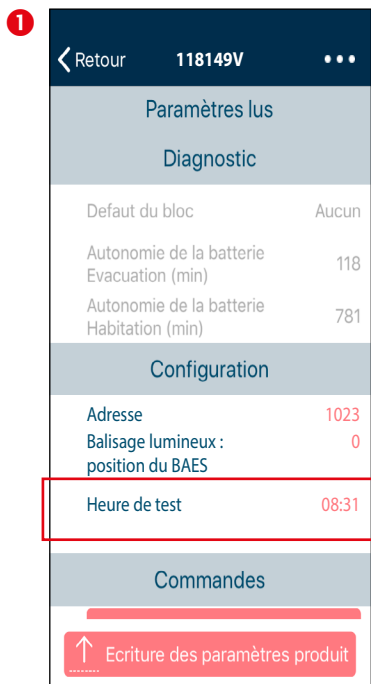 1
Retour 118149V •••
Paramètres lus
Diagnostic
Defaut du bloc Aucun
Autonomie de la batterie
Evacuation (min) 118
Autonomie de la batterie
Habitation (min) 781
Configuration
Adresse 1023
Balisage lumineux : 0
position du BAES
Heure de test 08:31
Commandes
Ecriture des paramètres produit